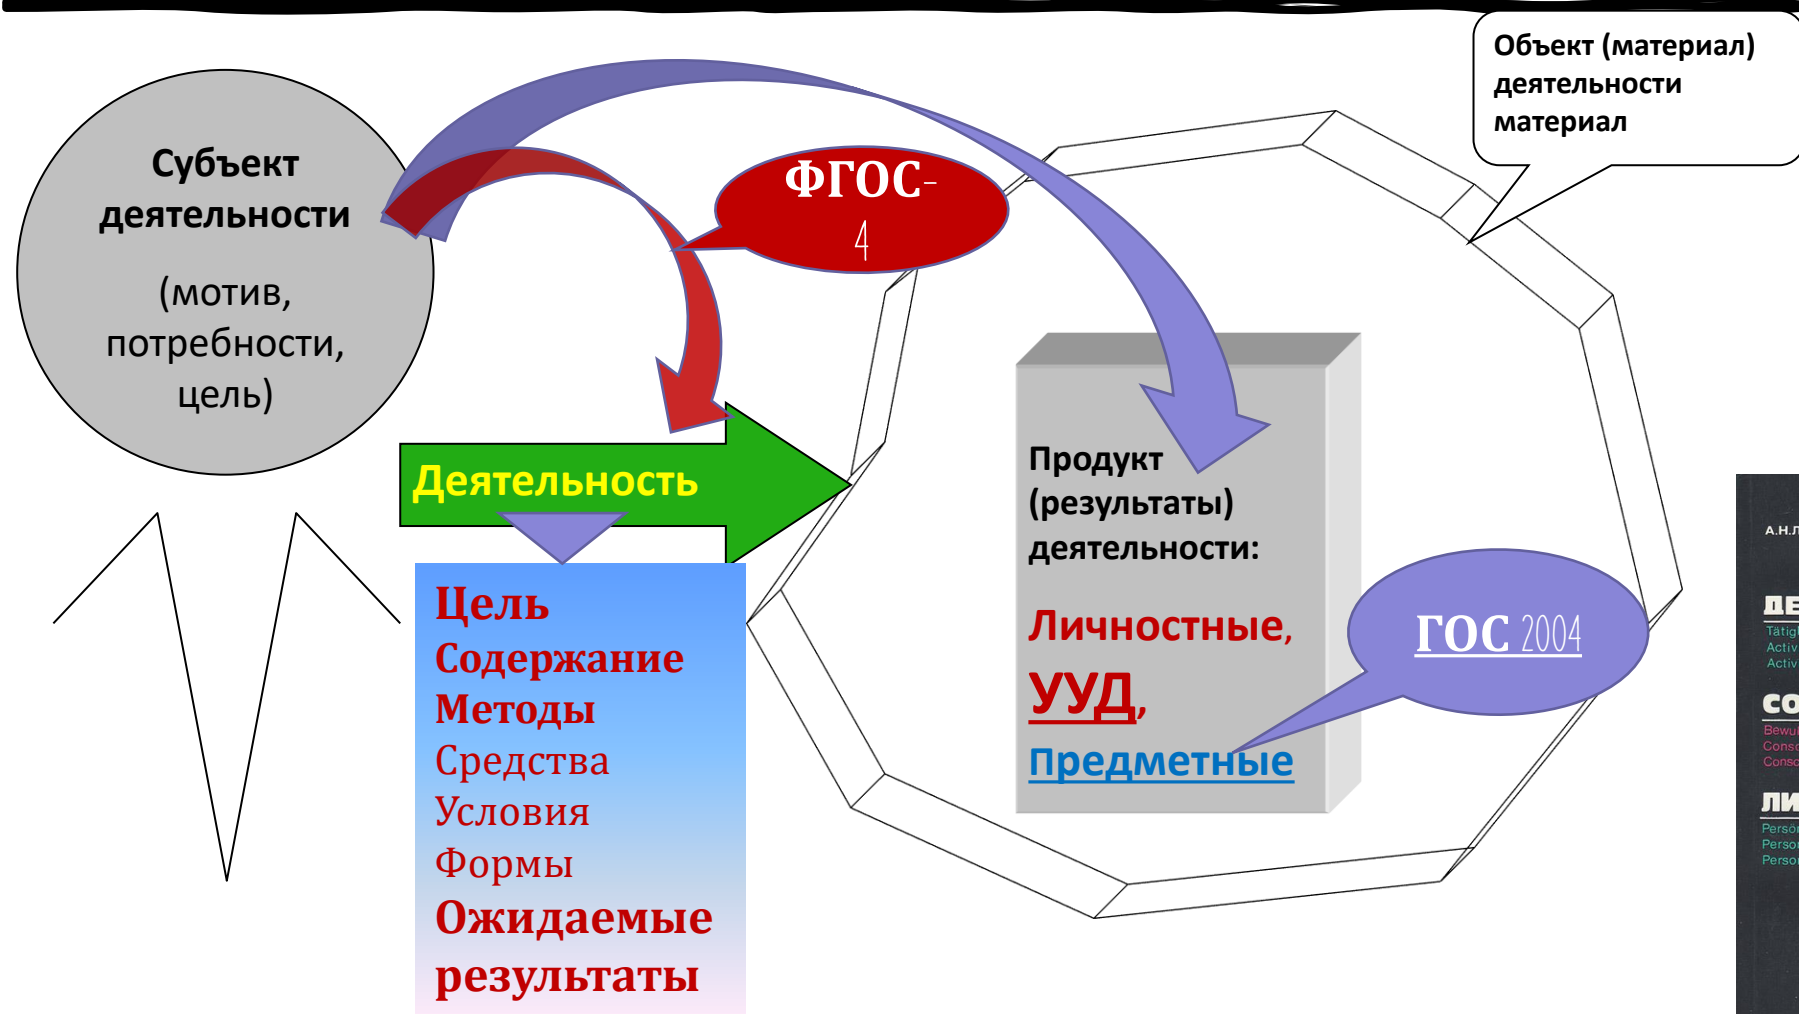 Объект (материал)
деятельности
материал
Субъект
деятельности
(мотив,
потребности,
цель)
ФГОС-
4
Деятельность
Цель
Содержание
Методы
Средства
Условия
Формы
Ожидаемые
результаты
Продукт
(результаты)
деятельности:
Личностные,
УУД,
Предметные
ГОС 2004